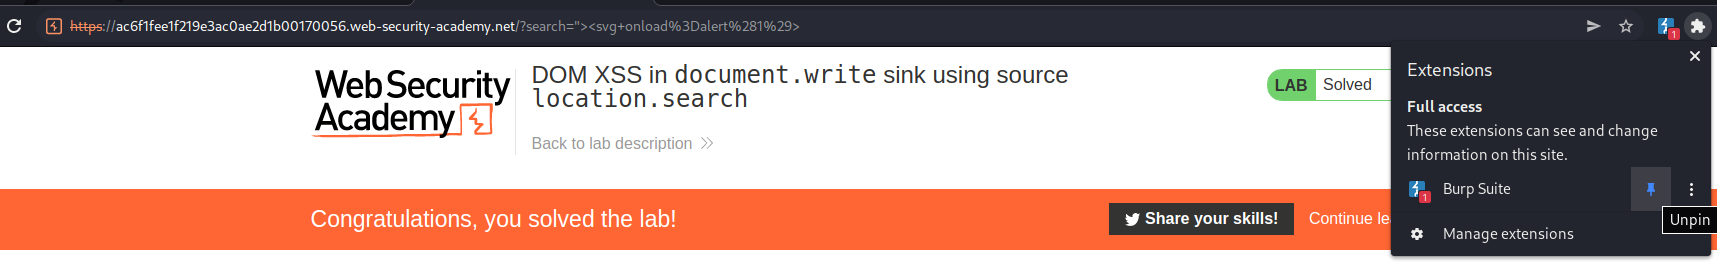 https://ac6f1fee1f219e3ac0ae2d1b00170056.web-security-academy.net/?search="><svg+onload%3Dalert%281%29>
1
Extensions
Full access
These extensions can see and change
information on this site.
1
Burp Suite
Unpin
Manage extensions
Web Security
Academy
DOM XSS in document.write sink using source
location.search
Back to lab description
LAB
Solved
Congratulations, you solved the lab!
Share your skills!
Continue le